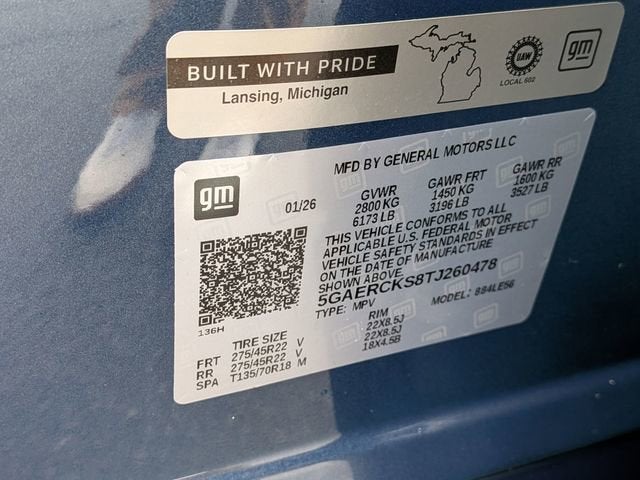 BUILT WITH PRIDE
Lansing, Michigan
UAW
LOCAL 602
gm
MFD BY GENERAL MOTORS LLC
gm
01/26
GVWR GAWR FRT GAWR RR
2800 KG 1450 KG 1600 KG
6173 LB 3196 LB 3527 LB
THIS VEHICLE CONFORMS TO ALL
APPLICABLE U.S. FEDERAL MOTOR
VEHICLE SAFETY STANDARDS IN EFFECT
ON THE DATE OF MANUFACTURE
SHOWN ABOVE.
5GAERCKS8TJ260478
TYPE: MPV MODEL: 884LE56
136H
TIRE SIZE RIM
FRT 275/45R22 V 22X8.5J
RR 275/45R22 V 22X8.5J
SPA T135/70R18 M 18X4.5B